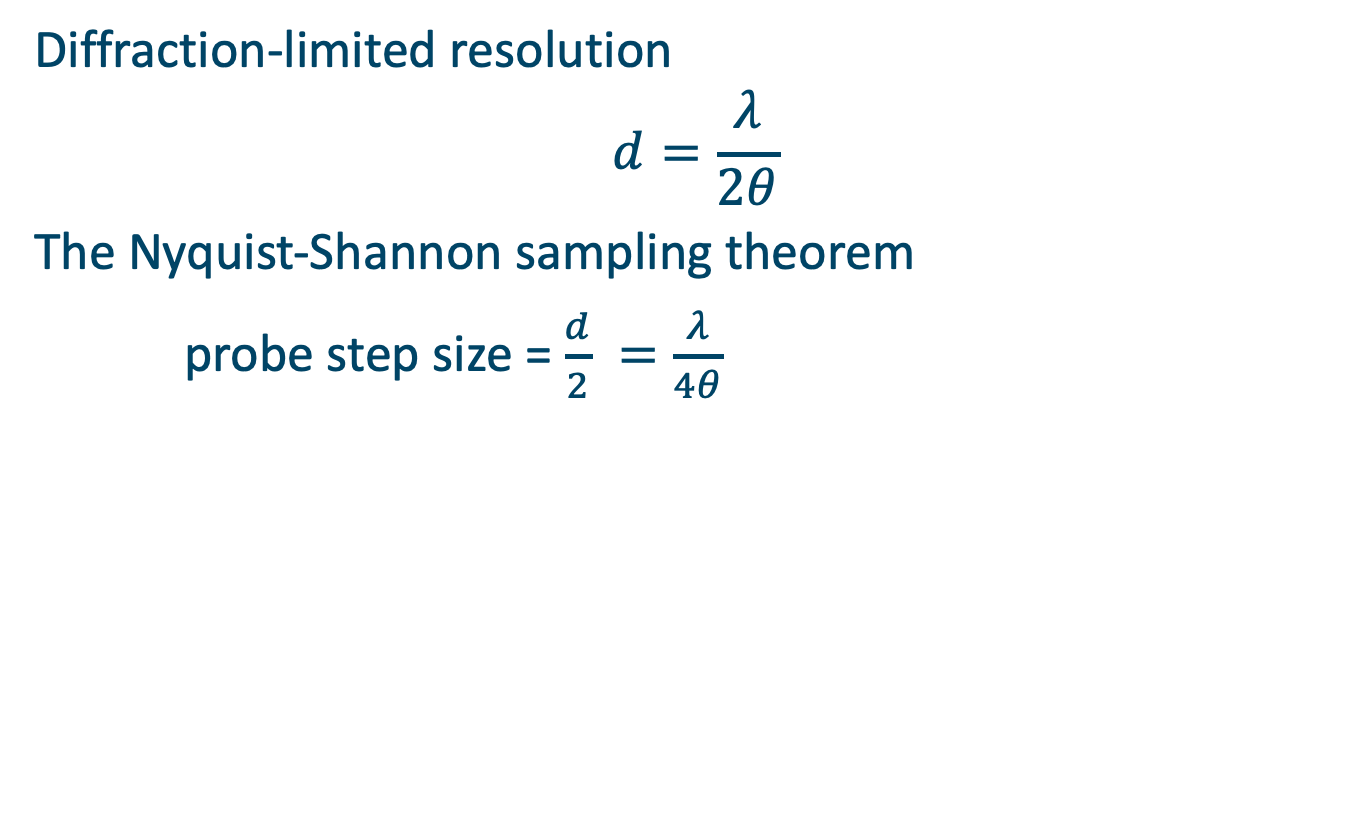 Diffraction-limited resolution
d = λ/2θ
The Nyquist-Shannon sampling theorem
probe step size = d/2 = λ/4θ